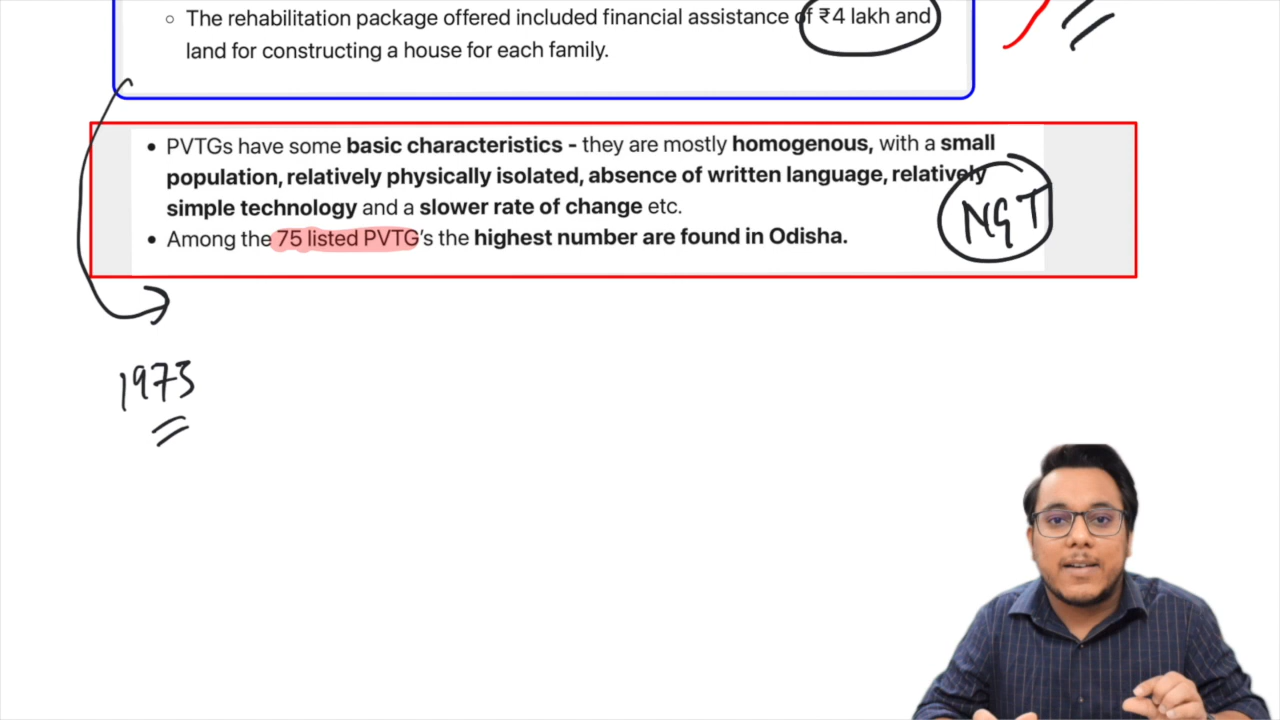 ○ The rehabilitation package offered included financial assistance of ₹4 lakh and
land for constructing a house for each family.
• PVTGs have some basic characteristics - they are mostly homogenous, with a small
population, relatively physically isolated, absence of written language, relatively
simple technology and a slower rate of change etc.
NGT
• Among the 75 listed PVTG's the highest number are found in Odisha.
1973